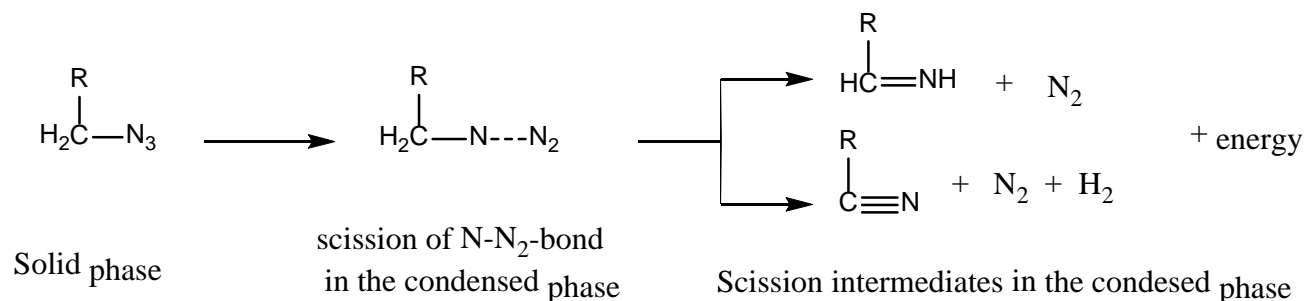 R
H2C—N3
R
H2C—N---N2
R
HC=NH + N2
+ energy
R
C≡N + N2 + H2
Solid phase
scission of N-N2-bond
in the condensed phase
Scission intermediates in the condesed phase